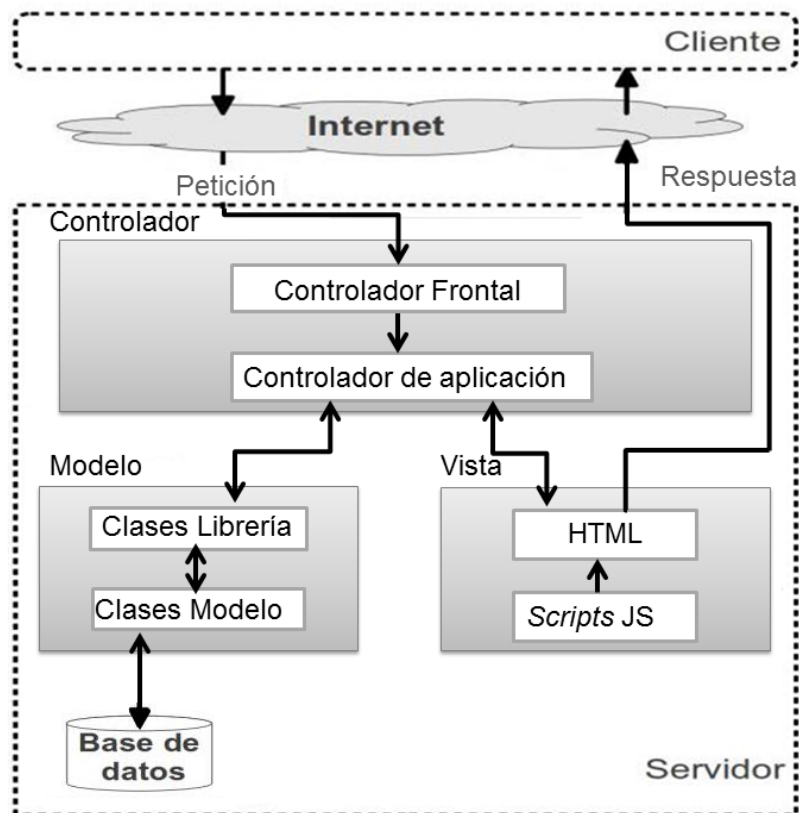 Cliente
Internet
Petición
Respuesta
Controlador
Controlador Frontal
Controlador de aplicación
Modelo
Vista
Clases Librería
HTML
Clases Modelo
Scripts JS
Base de
datos
Servidor